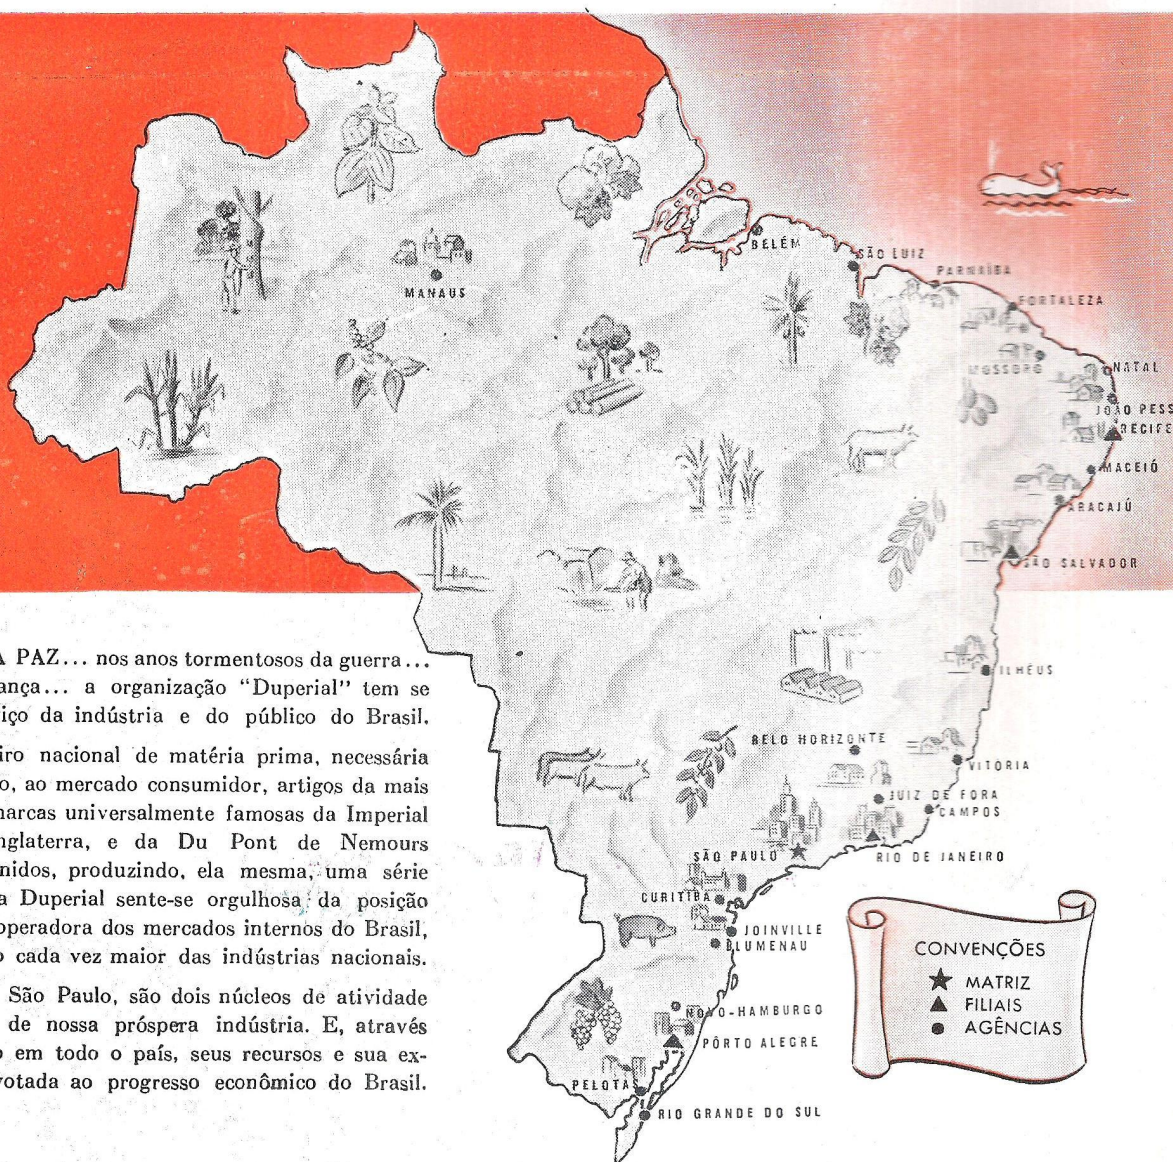 BELÉM
SÃO LUIZ
PARNAÍBA
FORTALEZA
MANAUS
MOSSORÓ
NATAL
JOÃO PESS
RECIFE
MACEIÓ
ARACAJÚ
SÃO SALVADOR
ILHÉUS
BELO HORIZONTE
VITÓRIA
JUIZ DE FORA
CAMPOS
SÃO PAULO
RIO DE JANEIRO
CURITIBA
JOINVILLE
BLUMENAU
NOVO-HAMBURGO
PÔRTO ALEGRE
PELOTAS
RIO GRANDE DO SUL
A PAZ... nos anos tormentosos da guerra...
ança... a organização “Duperial” tem se
iço da indústria e do público do Brasil.
iro nacional de matéria prima, necessária
o, ao mercado consumidor, artigos da mais
narcas universalmente famosas da Imperial
nglaterra, e da Du Pont de Nemours
nidos, produzindo, ela mesma, uma série
a Duperial sente-se orgulhosa da posição
operadora dos mercados internos do Brasil,
o cada vez maior das indústrias nacionais.
São Paulo, são dois núcleos de atividade
de nossa próspera indústria. E, através
o em todo o país, seus recursos e sua ex-
votada ao progresso econômico do Brasil.
CONVENÇÕES
MATRIZ
FILIAIS
AGÊNCIAS